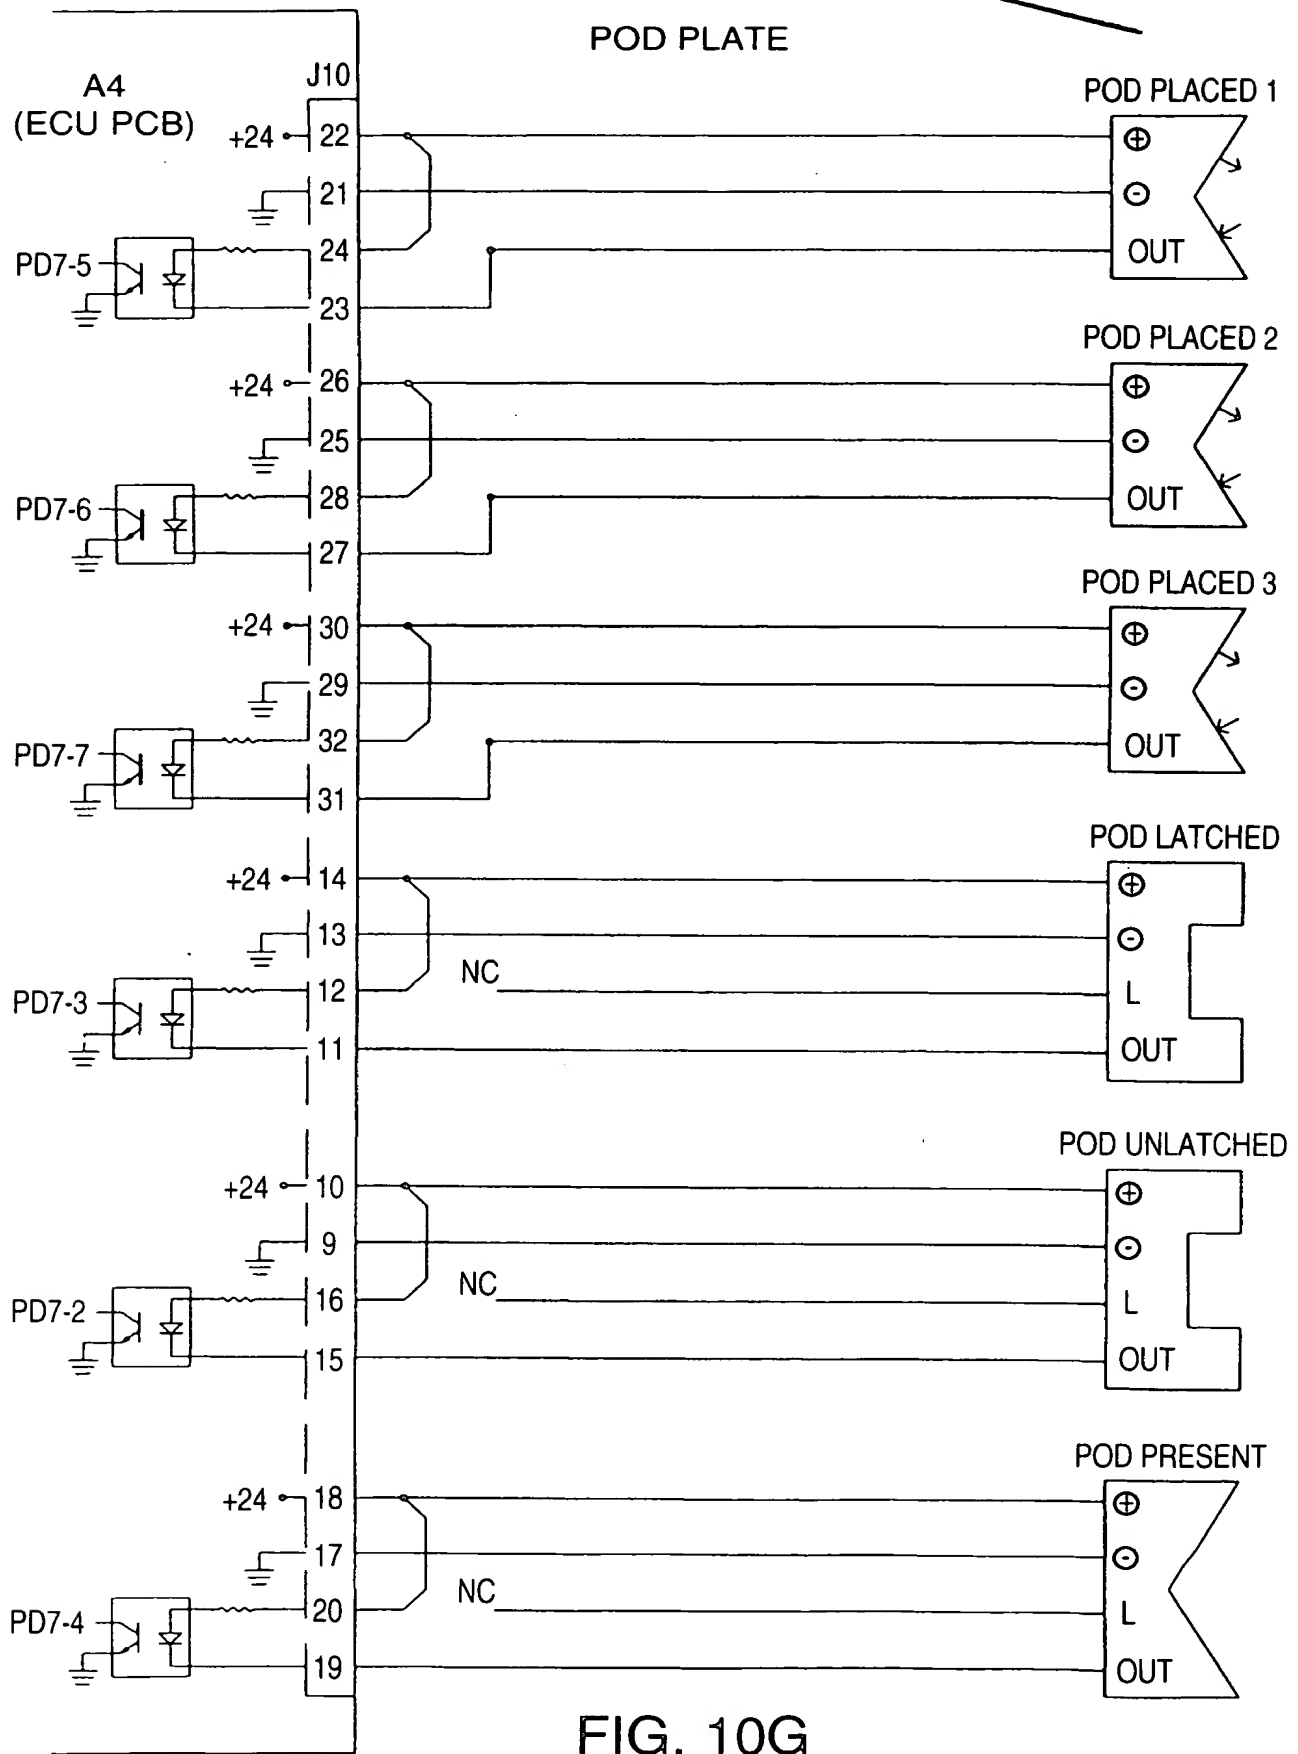 POD PLATE
A4
(ECU PCB)
J10
POD PLACED 1
+24 22 +
21 -
PD7-5 24 OUT
23
POD PLACED 2
+24 26 +
25 -
PD7-6 28 OUT
27
POD PLACED 3
+24 30 +
29 -
PD7-7 32 OUT
31
POD LATCHED
+24 14 +
13 -
PD7-3 12 NC L
11 OUT
POD UNLATCHED
+24 10 +
9 -
PD7-2 16 NC L
15 OUT
POD PRESENT
+24 18 +
17 -
PD7-4 20 NC L
19 OUT
FIG. 10G